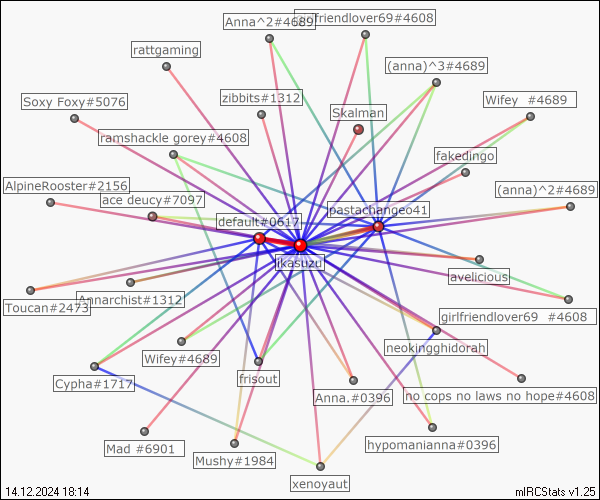 Anna^2#4689
girlfriendlover69#4608
rattgaming
(anna)^3#4689
Soxy Foxy#5076
zibbits#1312
Wifey  #4689
Skalman
ramshackle gorey#4608
fakedingo
AlpineRooster#2156
(anna)^2#4689
ace deucy#7097
pastachangeo41
default#0617
ikasuzu
avelicious
Toucan#2473
Annarchist#1312
girlfriendlover69  #4608
Wifey#4689
neokingghidorah
Cypha#1717
frisout
Anna.#0396
no cops no laws no hope#4608
Mad #6901
hypomanianna#0396
Mushy#1984
xenoyaut
14.12.2024 18:14
mIRCStats v1.25